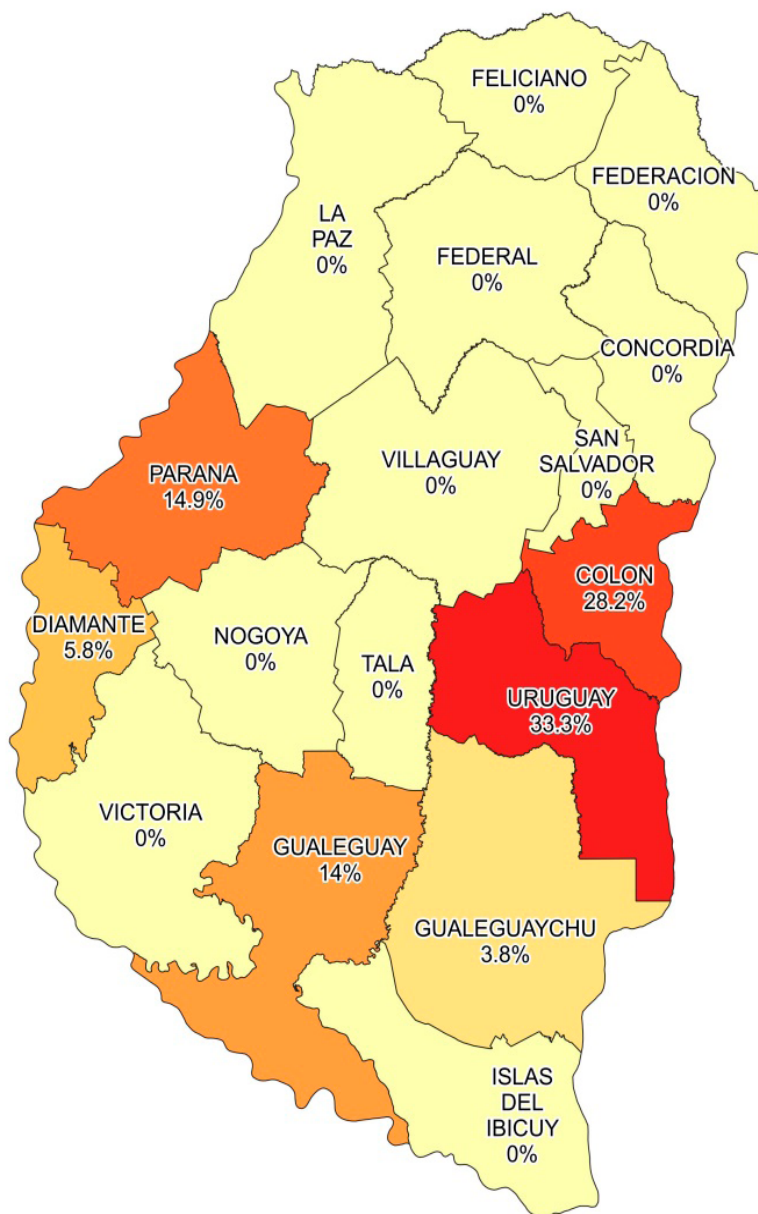 FELICIANO
0%
FEDERACION
0%
LA
PAZ
0%
FEDERAL
0%
CONCORDIA
0%
SAN
SALVADOR
0%
VILLAGUAY
0%
PARANA
14.9%
COLON
28.2%
DIAMANTE
5.8%
NOGOYA
0%
TALA
0%
URUGUAY
33.3%
VICTORIA
0%
GUALEGUAY
14%
GUALEGUAYCHU
3.8%
ISLAS
DEL
IBICUY
0%